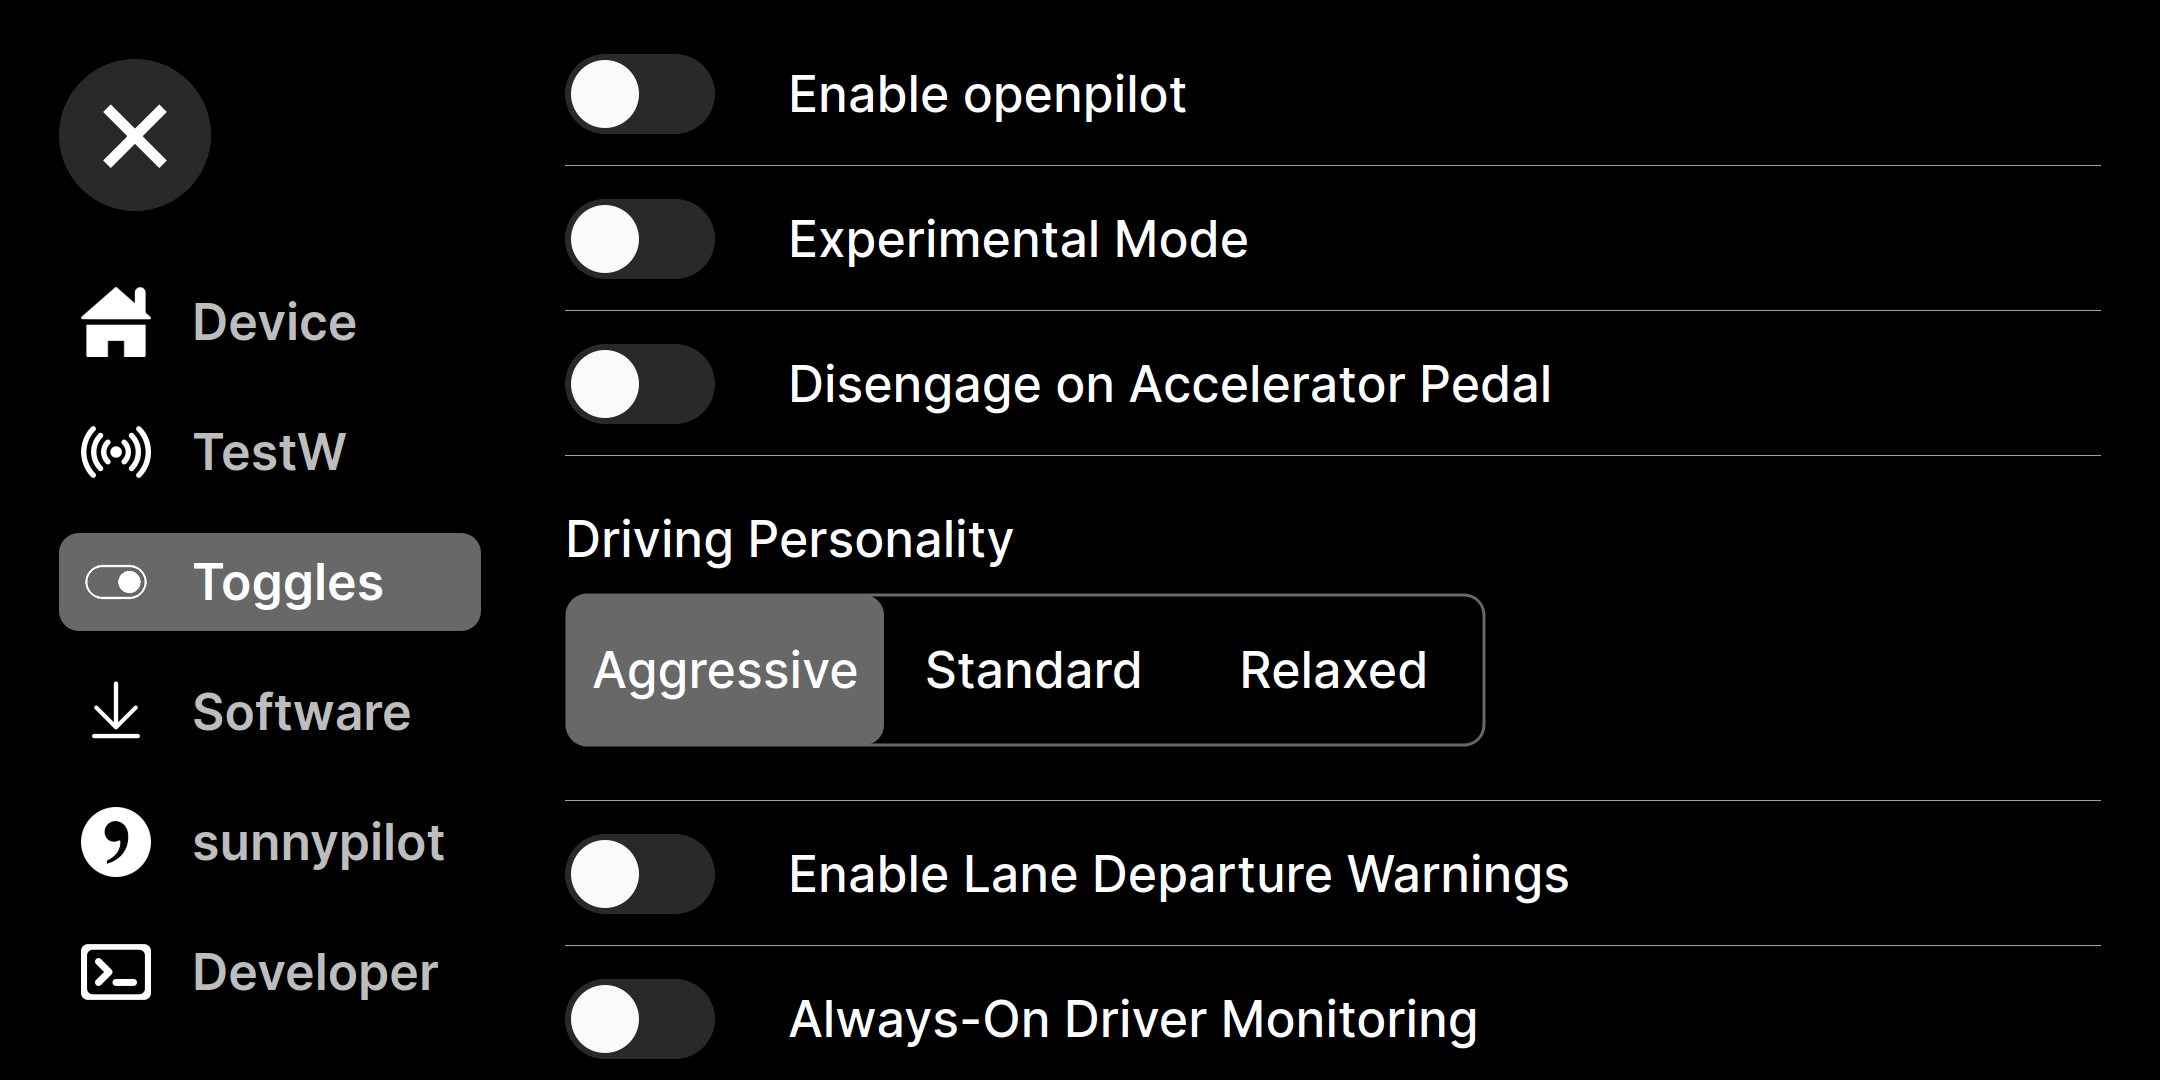 Device
TestW
Toggles
Software
sunnypilot
Developer
Enable openpilot
Experimental Mode
Disengage on Accelerator Pedal
Driving Personality
Aggressive Standard Relaxed
Enable Lane Departure Warnings
Always-On Driver Monitoring